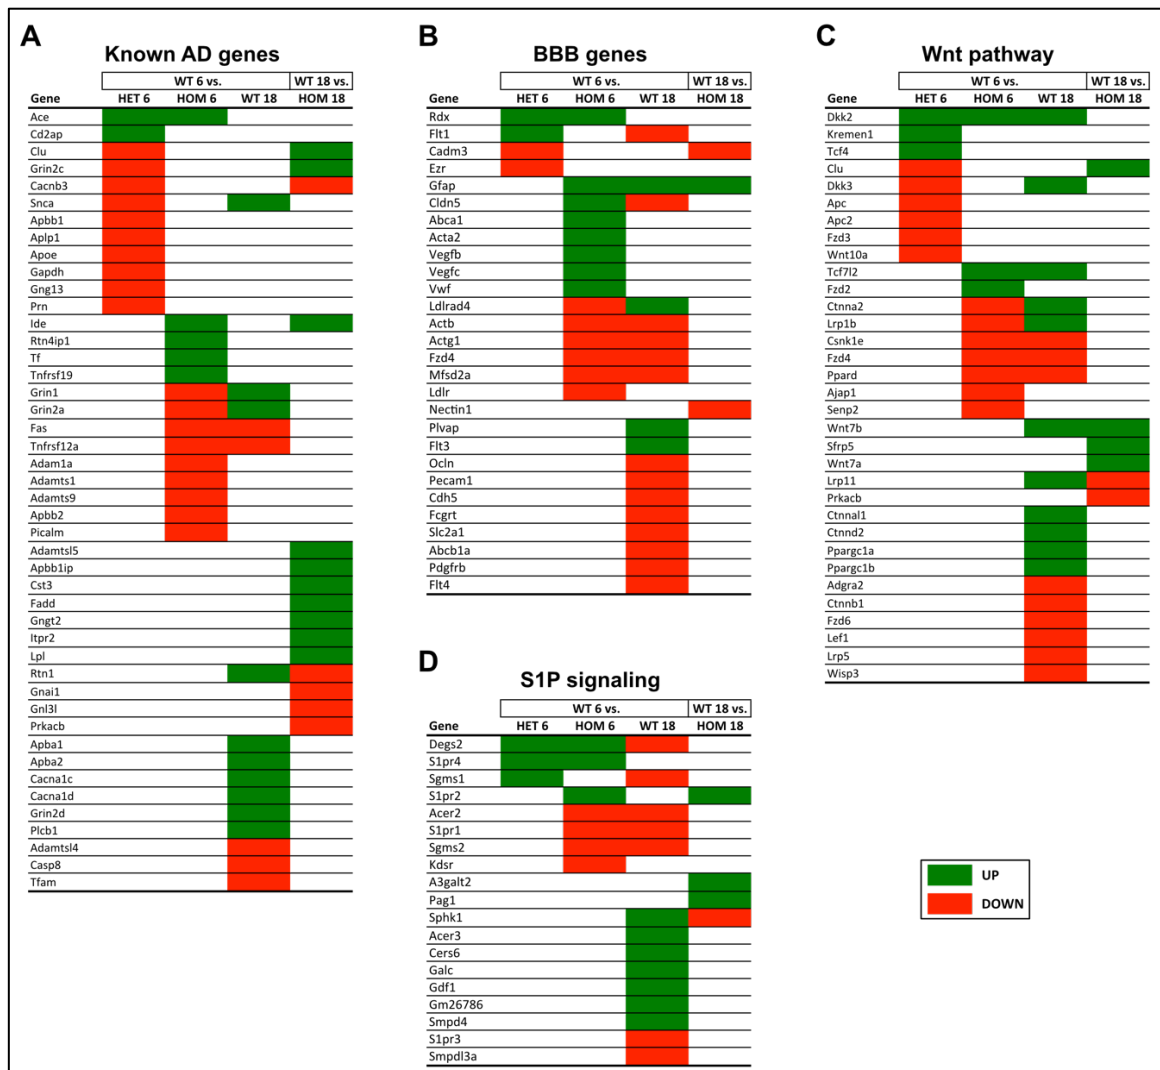 A
Known AD genes
WT 6 vs. WT 18 vs.
Gene HET 6 HOM 6 WT 18 HOM 18
Ace
Cd2ap
Clu
Grin2c
Cacnb3
Snca
Apbb1
Aplp1
Apoe
Gapdh
Gng13
Prn
Ide
Rtn4ip1
Tf
Tnfrsf19
Grin1
Grin2a
Fas
Tnfrsf12a
Adam1a
Adamts1
Adamts9
Apbb2
Picalm
Adamtsl5
Apbb1ip
Cst3
Fadd
Gngt2
Itpr2
Lpl
Rtn1
Gnai1
Gnl3l
Prkacb
Apba1
Apba2
Cacna1c
Cacna1d
Grin2d
Plcb1
Adamtsl4
Casp8
Tfam
B
BBB genes
WT 6 vs. WT 18 vs.
Gene HET 6 HOM 6 WT 18 HOM 18
Rdx
Flt1
Cadm3
Ezr
Gfap
Cldn5
Abca1
Acta2
Vegfb
Vegfc
Vwf
Ldlrad4
Actb
Actg1
Fzd4
Mfsd2a
Ldlr
Nectin1
Plvap
Flt3
Ocln
Pecam1
Cdh5
Fcgrt
Slc2a1
Abcb1a
Pdgfrb
Flt4
C
Wnt pathway
WT 6 vs. WT 18 vs.
Gene HET 6 HOM 6 WT 18 HOM 18
Dkk2
Kremen1
Tcf4
Clu
Dkk3
Apc
Apc2
Fzd3
Wnt10a
Tcf7l2
Fzd2
Ctnna2
Lrp1b
Csnk1e
Fzd4
Ppard
Ajap1
Senp2
Wnt7b
Sfrp5
Wnt7a
Lrp11
Prkacb
Ctnnal1
Ctnnd2
Ppargc1a
Ppargc1b
Adgra2
Ctnnb1
Fzd6
Lef1
Lrp5
Wisp3
D
S1P signaling
WT 6 vs. WT 18 vs.
Gene HET 6 HOM 6 WT 18 HOM 18
Degs2
S1pr4
Sgms1
S1pr2
Acer2
S1pr1
Sgms2
Kdsr
A3galt2
Pag1
Sphk1
Acer3
Cers6
Galc
Gdf1
Gm26786
Smpd4
S1pr3
Smpdl3a
UP
DOWN